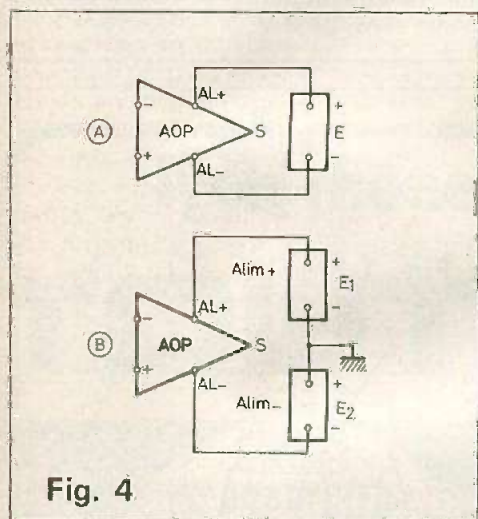 AL+
+
-
A
AOP
S
E
+
AL-
-
Alim+
+
AL+
E1
-
-
B
AOP
S
+
+
AL-
Alim-
E2
-
Fig. 4